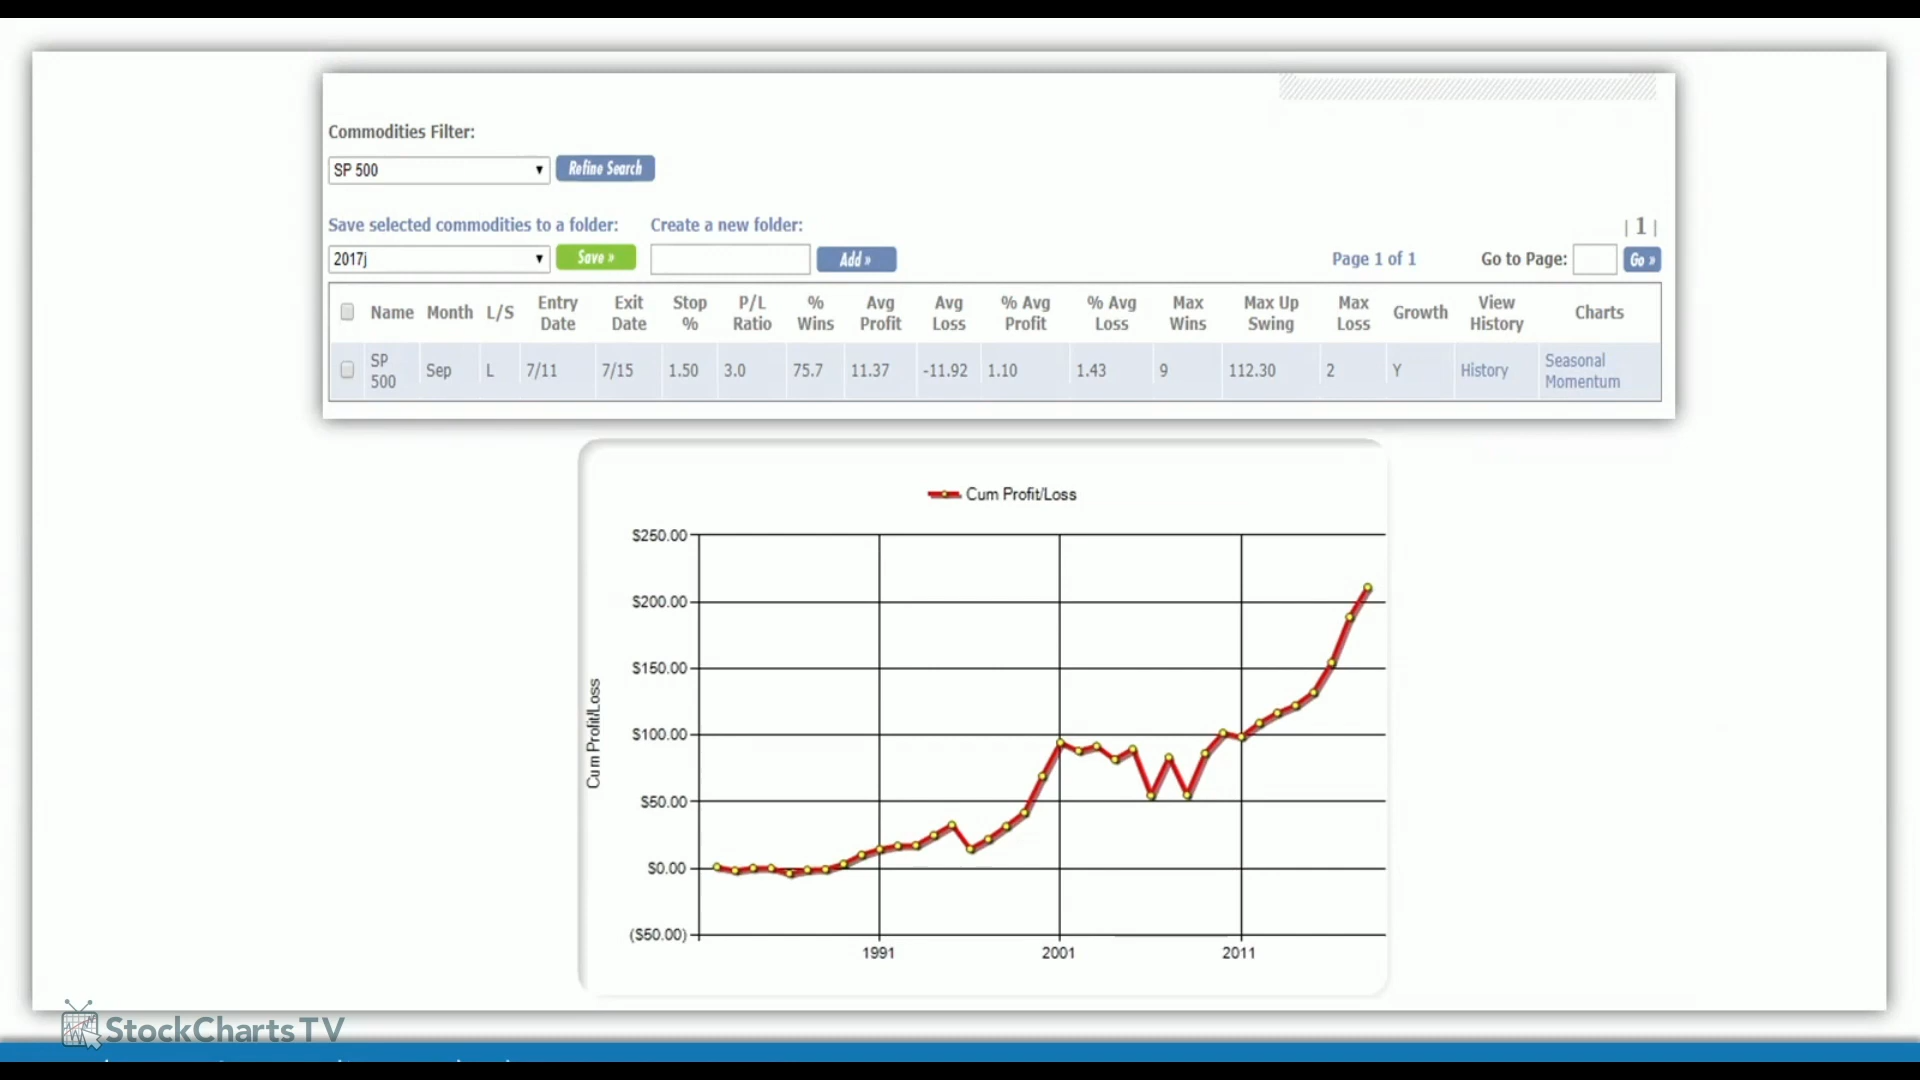 Commodities Filter:
SP 500 Refine Search
Save selected commodities to a folder: Create a new folder: | 1 |
2017j Save » Add » Page 1 of 1 Go to Page: Go »
Name Month L/S Entry Date Exit Date Stop % P/L Ratio % Wins Avg Profit Avg Loss % Avg Profit % Avg Loss Max Wins Max Up Swing Max Loss Growth View History Charts
SP 500 Sep L 7/11 7/15 1.50 3.0 75.7 11.37 -11.92 1.10 1.43 9 112.30 2 Y History Seasonal Momentum
Cum Profit/Loss
Cum Profit/Loss
$250.00
$200.00
$150.00
$100.00
$50.00
$0.00
($50.00)
1991 2001 2011
StockCharts TV